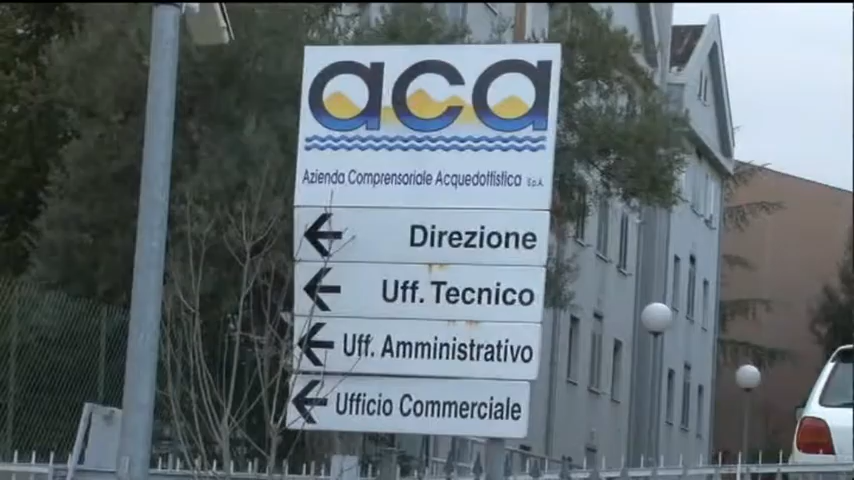 aca
Azienda Comprensoriale Acquedottistica S.p.A.
Direzione
Uff. Tecnico
Uff. Amministrativo
Ufficio Commerciale